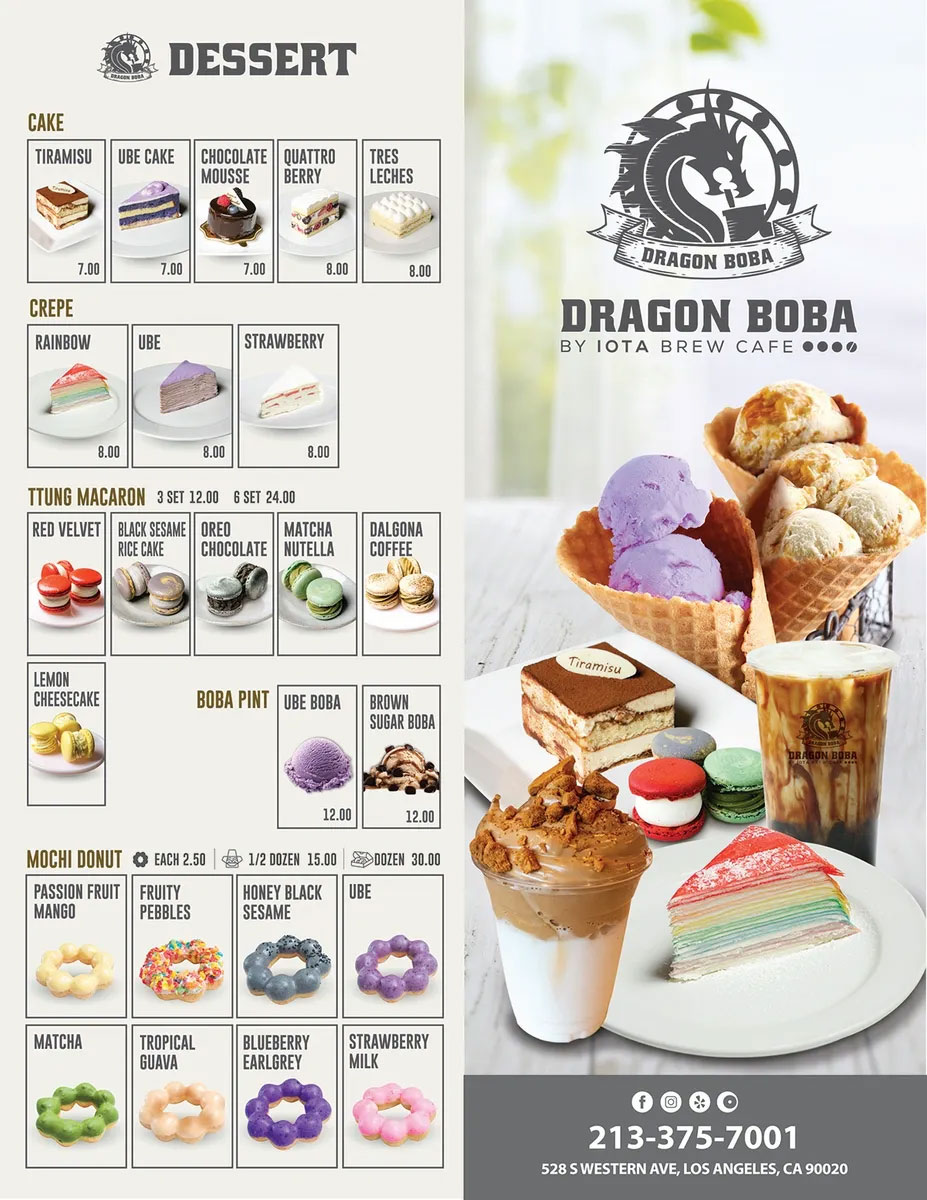 DRAGON BOBA
DESSERT
CAKE
TIRAMISU
Tiramisu
7.00
UBE CAKE
7.00
CHOCOLATE
MOUSSE
7.00
QUATTRO
BERRY
8.00
TRES
LECHES
8.00
CREPE
RAINBOW
8.00
UBE
8.00
STRAWBERRY
8.00
TTUNG MACARON 3 SET 12.00 6 SET 24.00
RED VELVET
BLACK SESAME
RICE CAKE
OREO
CHOCOLATE
MATCHA
NUTELLA
DALGONA
COFFEE
LEMON
CHEESECAKE
BOBA PINT
UBE BOBA
12.00
BROWN
SUGAR BOBA
12.00
MOCHI DONUT EACH 2.50 1/2 DOZEN 15.00 DOZEN 30.00
PASSION FRUIT
MANGO
FRUITY
PEBBLES
HONEY BLACK
SESAME
UBE
MATCHA
TROPICAL
GUAVA
BLUEBERRY
EARLGREY
STRAWBERRY
MILK
DRAGON BOBA
DRAGON BOBA
BY IOTA BREW CAFE
Tiramisu
DRAGON BOBA
213-375-7001
528 S WESTERN AVE, LOS ANGELES, CA 90020